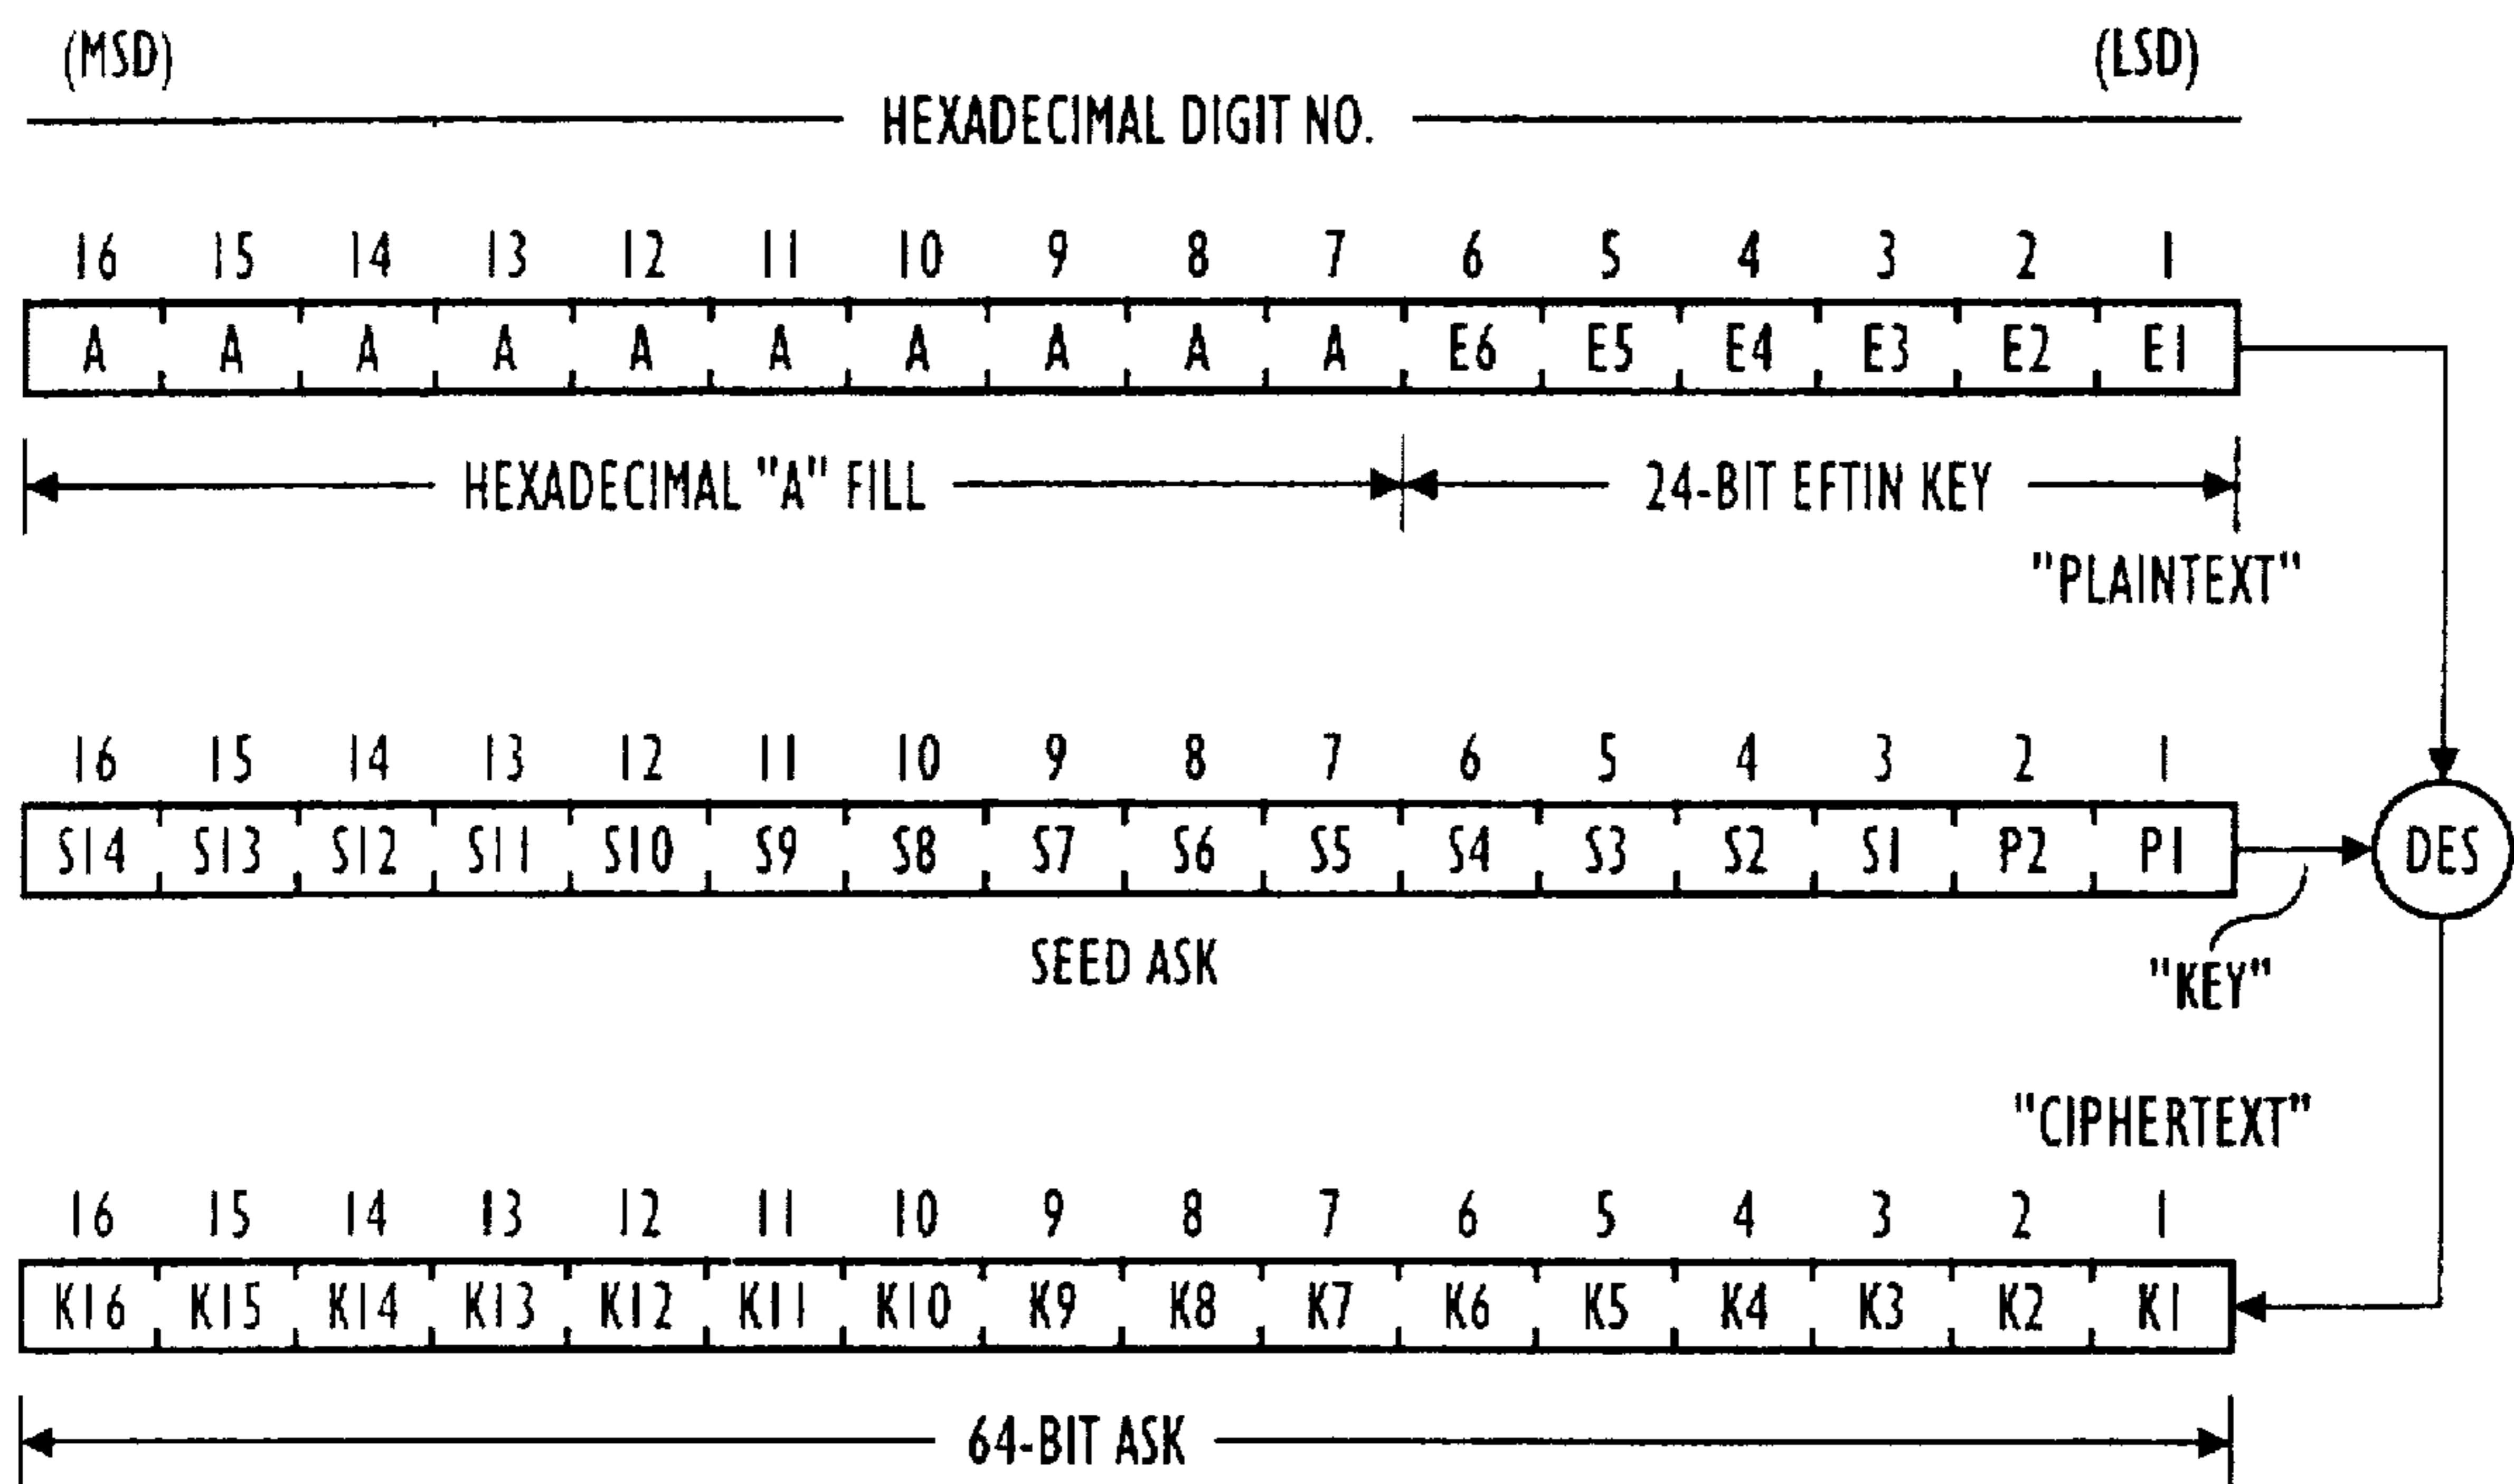 (MSD) (LSD)
HEXADECIMAL DIGIT NO.
16 15 14 13 12 11 10 9 8 7 6 5 4 3 2 1
A A A A A A A A A A E6 E5 E4 E3 E2 E1
HEXADECIMAL "A" FILL 24-BIT EFTIN KEY
"PLAINTEXT"
16 15 14 13 12 11 10 9 8 7 6 5 4 3 2 1
S14 S13 S12 S11 S10 S9 S8 S7 S6 S5 S4 S3 S2 S1 P2 P1 DES
SEED ASK
"KEY"
"CIPHERTEXT"
16 15 14 13 12 11 10 9 8 7 6 5 4 3 2 1
K16 K15 K14 K13 K12 K11 K10 K9 K8 K7 K6 K5 K4 K3 K2 K1
64-BIT ASK